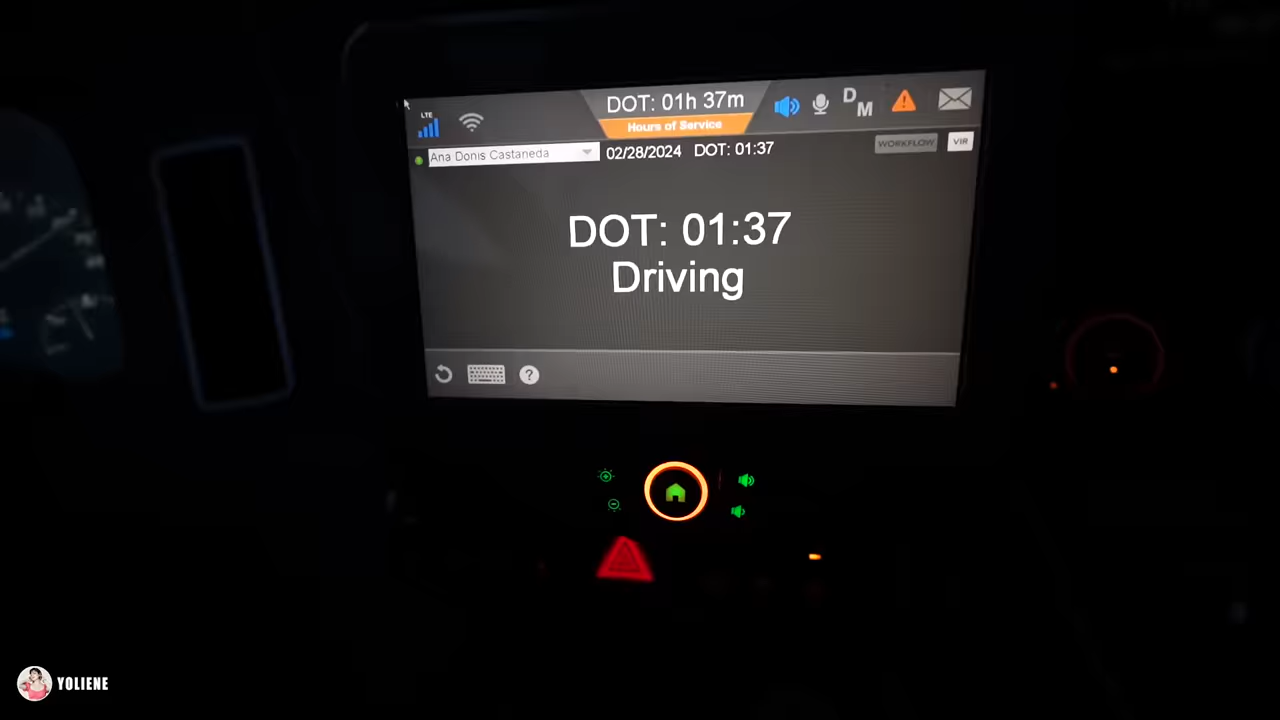 DOT: 01h 37m
LTE
D
M
Hours of Service
Ana Donis Castaneda
02/28/2024 DOT: 01:37
WORKFLOW
VIR
DOT: 01:37
Driving
?
YOLIENE